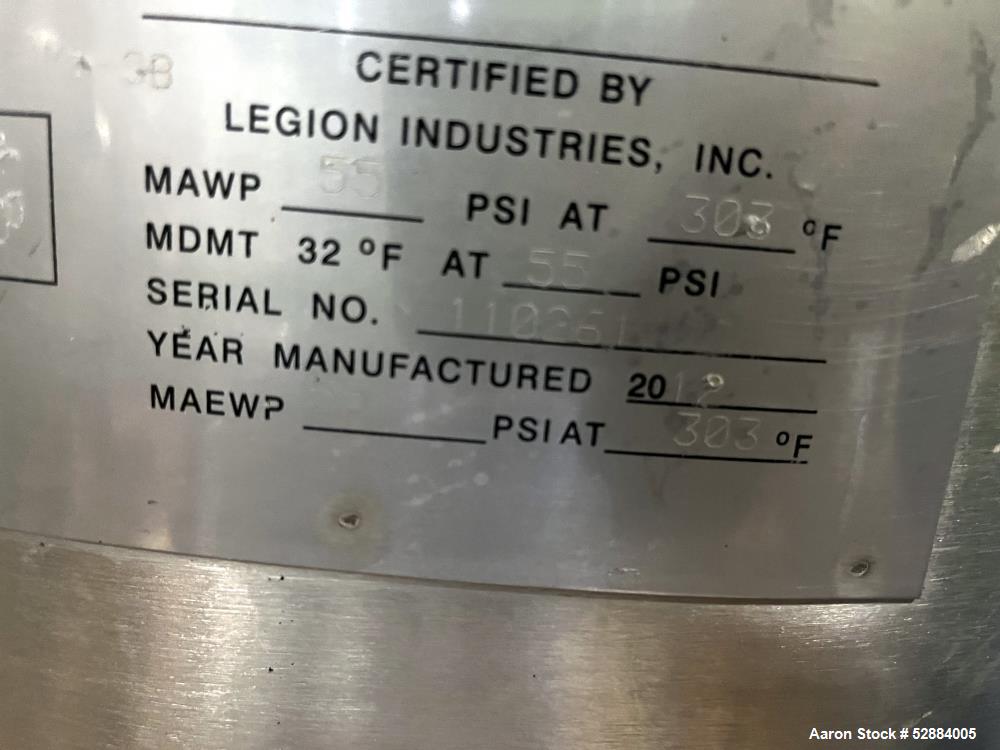 38
CERTIFIED BY
LEGION INDUSTRIES, INC.
MAWP 55 PSI AT 303 °F
MDMT 32 °F AT 55 PSI
SERIAL NO. 110261
YEAR MANUFACTURED 2012
MAEWP PSI AT 303 °F
Aaron Stock # 52884005